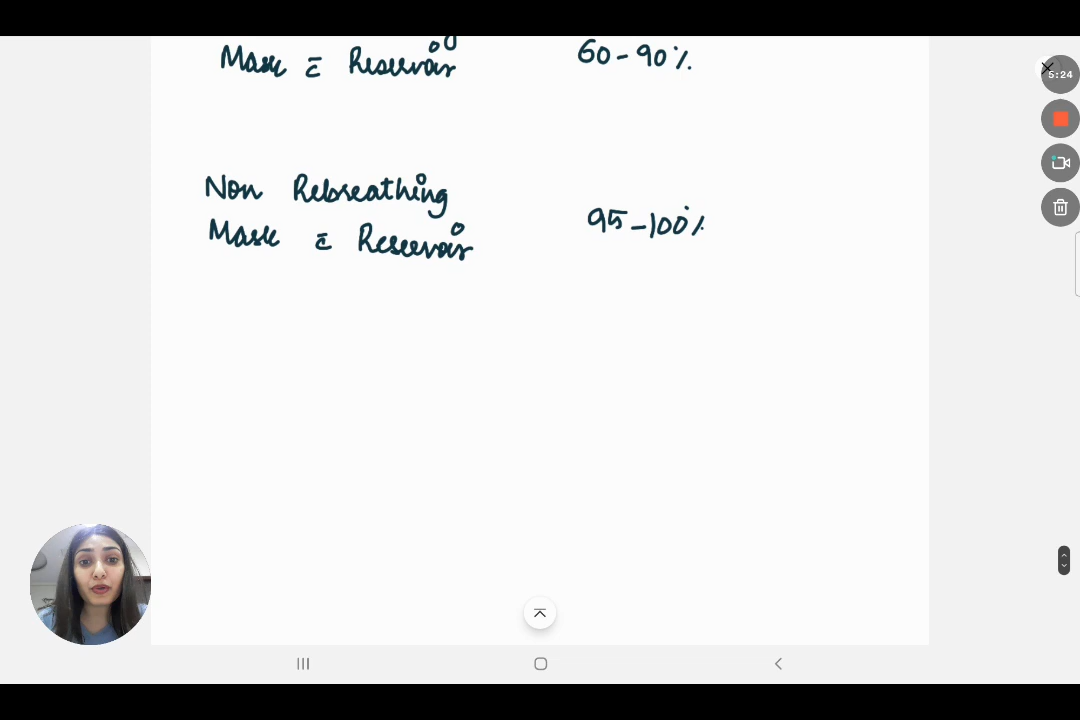 Mask c̄ Reservoir 60-90%
Non Rebreathing
Mask c̄ Reservoir 95-100%
5:24